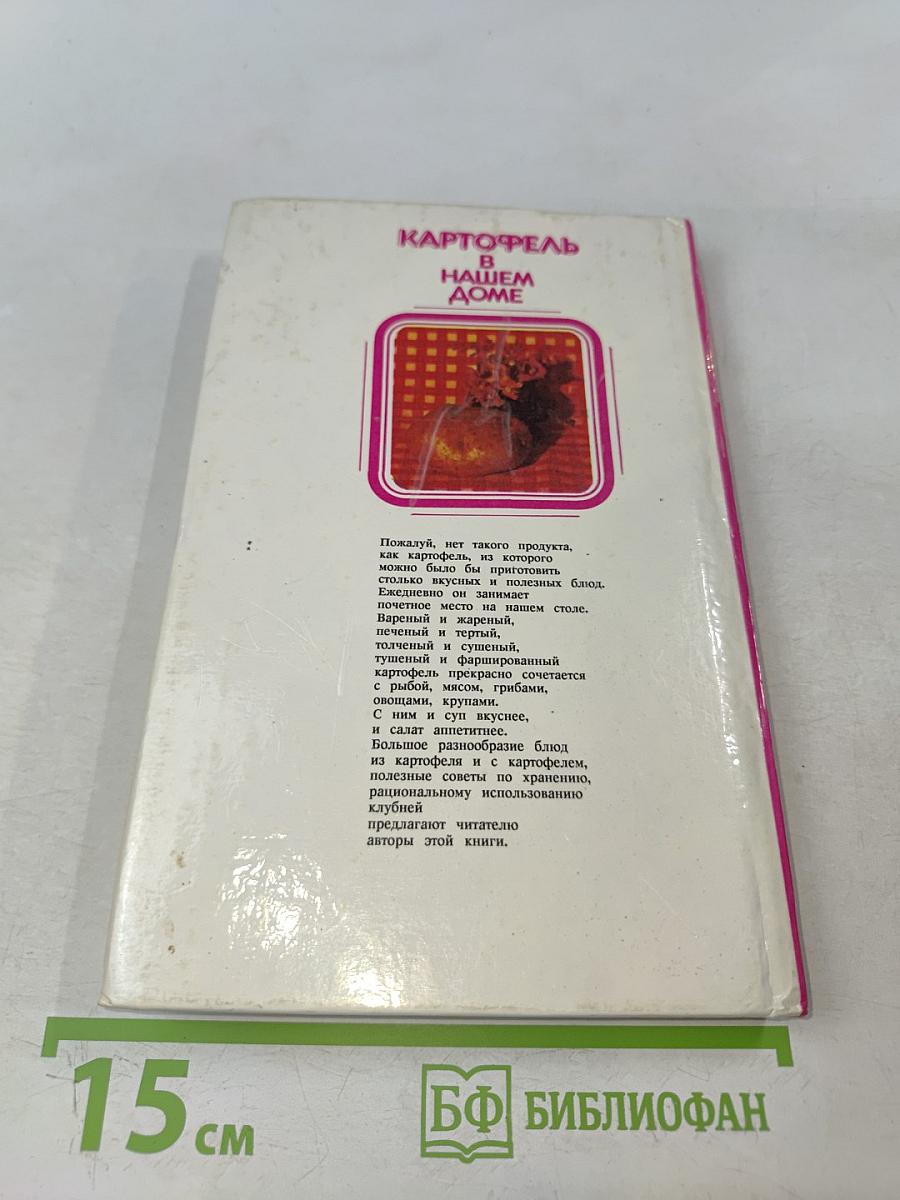 КАРТОФЕЛЬ
В
НАШЕМ
ДОМЕ
Пожалуй, нет такого продукта,
как картофель, из которого
можно было бы приготовить
столько вкусных и полезных блюд.
Ежедневно он занимает
почетное место на нашем столе.
Вареный и жареный,
печеный и тертый,
толченый и сушеный,
тушеный и фаршированный
картофель прекрасно сочетается
с рыбой, мясом, грибами,
овощами, крупами.
С ним и суп вкуснее,
и салат аппетитнее.
Большое разнообразие блюд
из картофеля и с картофелем,
полезные советы по хранению,
рациональному использованию
клубней
предлагают читателю
авторы этой книги.
15 см
БФ БИБЛИОФАН